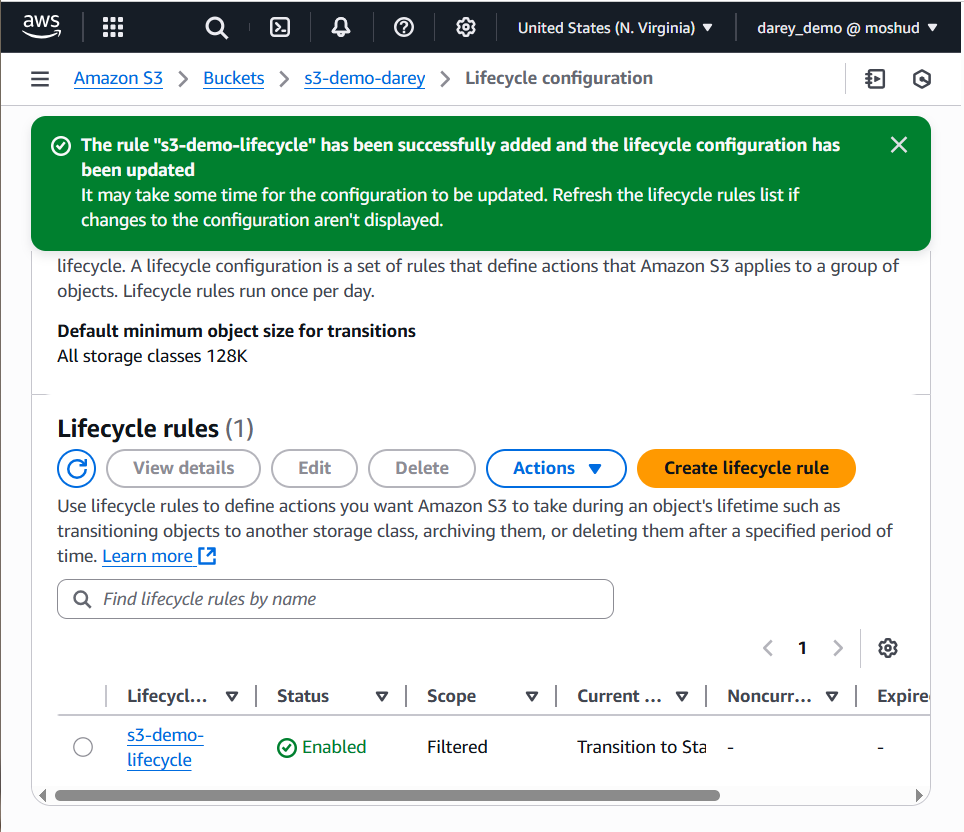 aws
United States (N. Virginia)
darey_demo @ moshud
Amazon S3 > Buckets > s3-demo-darey > Lifecycle configuration
The rule "s3-demo-lifecycle" has been successfully added and the lifecycle configuration has
been updated
It may take some time for the configuration to be updated. Refresh the lifecycle rules list if
changes to the configuration aren't displayed.
lifecycle. A lifecycle configuration is a set of rules that define actions that Amazon S3 applies to a group of
objects. Lifecycle rules run once per day.
Default minimum object size for transitions
All storage classes 128K
Lifecycle rules (1)
View details Edit Delete Actions Create lifecycle rule
Use lifecycle rules to define actions you want Amazon S3 to take during an object's lifetime such as
transitioning objects to another storage class, archiving them, or deleting them after a specified period of
time. Learn more
Find lifecycle rules by name
1
Lifecycl... Status Scope Current ... Noncurr... Expire
s3-demo-
lifecycle
Enabled Filtered Transition to Sta - -